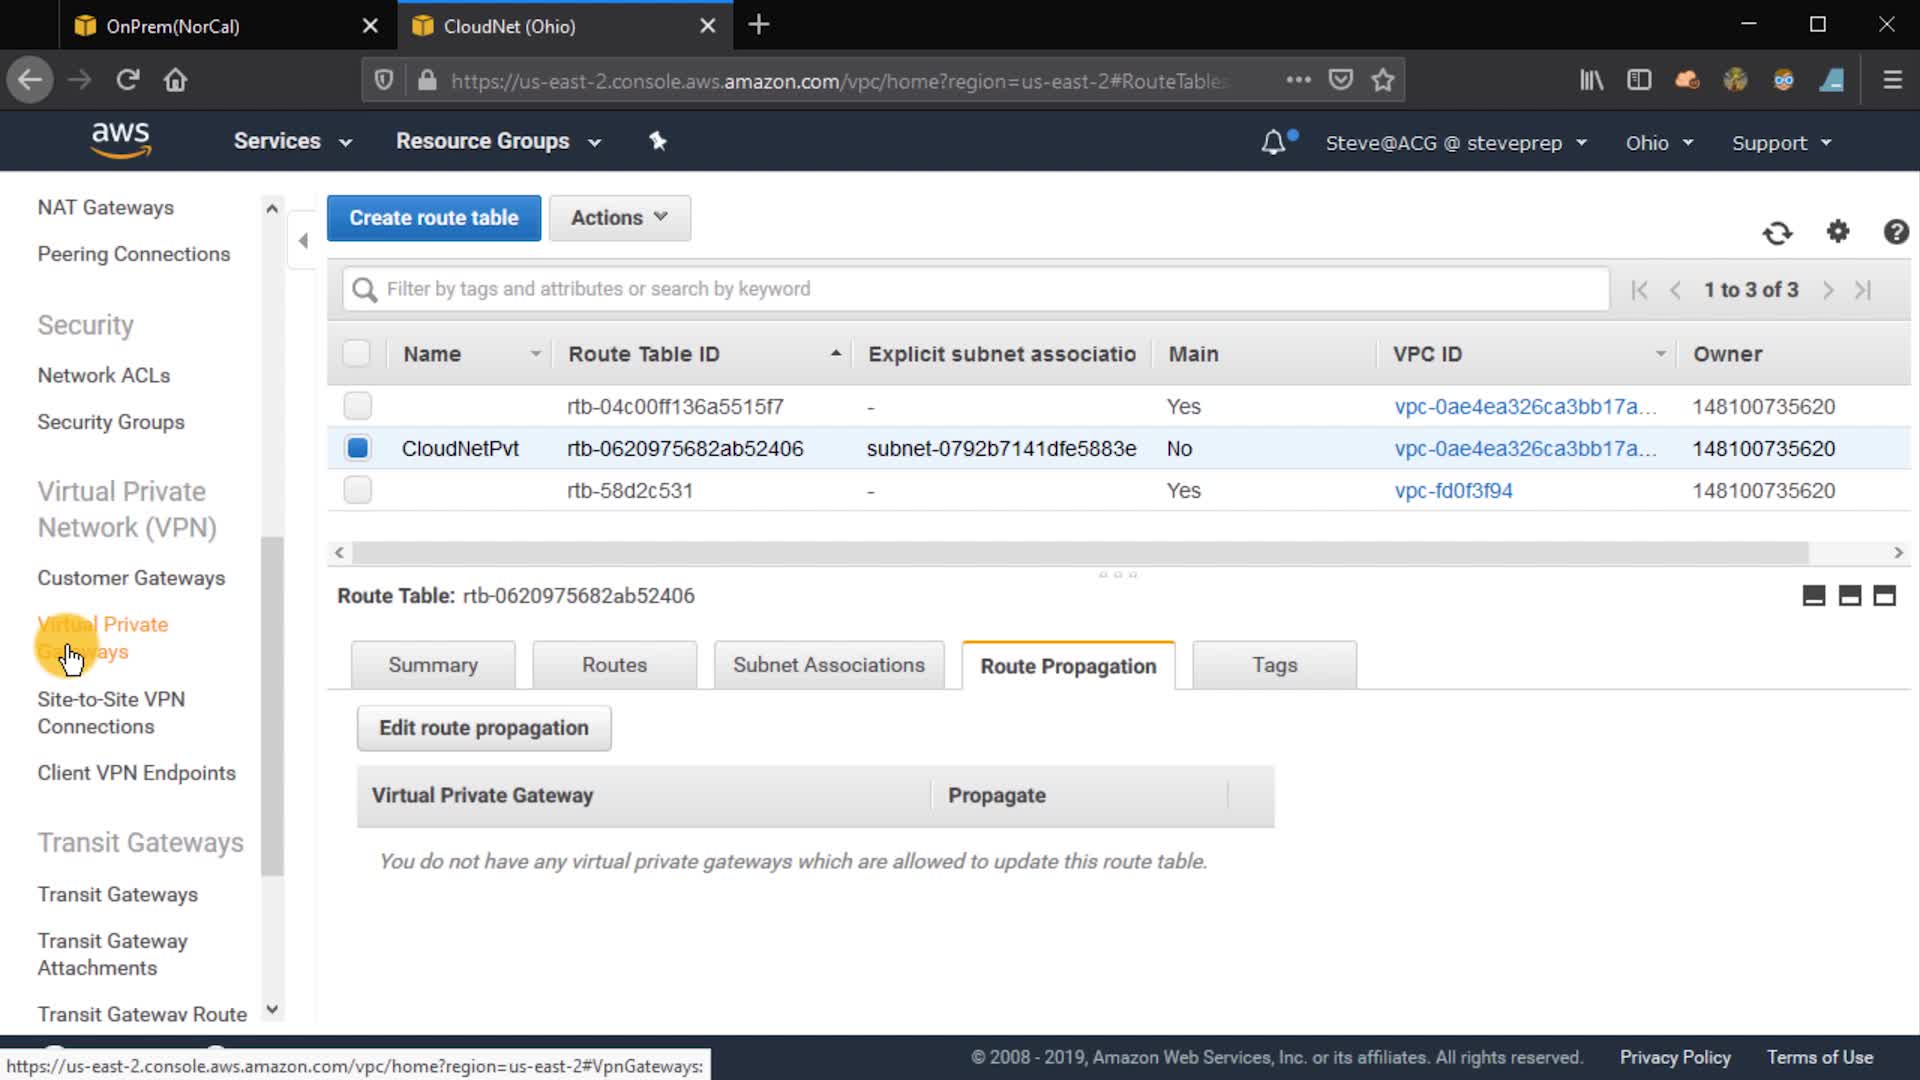 OnPrem(NorCal)
CloudNet (Ohio)
https://us-east-2.console.aws.amazon.com/vpc/home?region=us-east-2#RouteTables
aws
Services
Resource Groups
Steve@ACG @ steveprep
Ohio
Support
NAT Gateways
Peering Connections
Security
Network ACLs
Security Groups
Virtual Private
Network (VPN)
Customer Gateways
Virtual Private
Gateways
Site-to-Site VPN
Connections
Client VPN Endpoints
Transit Gateways
Transit Gateways
Transit Gateway
Attachments
Transit Gateway Route
Create route table
Actions
Filter by tags and attributes or search by keyword
1 to 3 of 3
Name Route Table ID Explicit subnet associatio Main VPC ID Owner
rtb-04c00ff136a5515f7 - Yes vpc-0ae4ea326ca3bb17a... 148100735620
CloudNetPvt rtb-0620975682ab52406 subnet-0792b7141dfe5883e No vpc-0ae4ea326ca3bb17a... 148100735620
rtb-58d2c531 - Yes vpc-fd0f3f94 148100735620
Route Table: rtb-0620975682ab52406
Summary
Routes
Subnet Associations
Route Propagation
Tags
Edit route propagation
Virtual Private Gateway Propagate
You do not have any virtual private gateways which are allowed to update this route table.
https://us-east-2.console.aws.amazon.com/vpc/home?region=us-east-2#VpnGateways:
© 2008 - 2019, Amazon Web Services, Inc. or its affiliates. All rights reserved.
Privacy Policy
Terms of Use